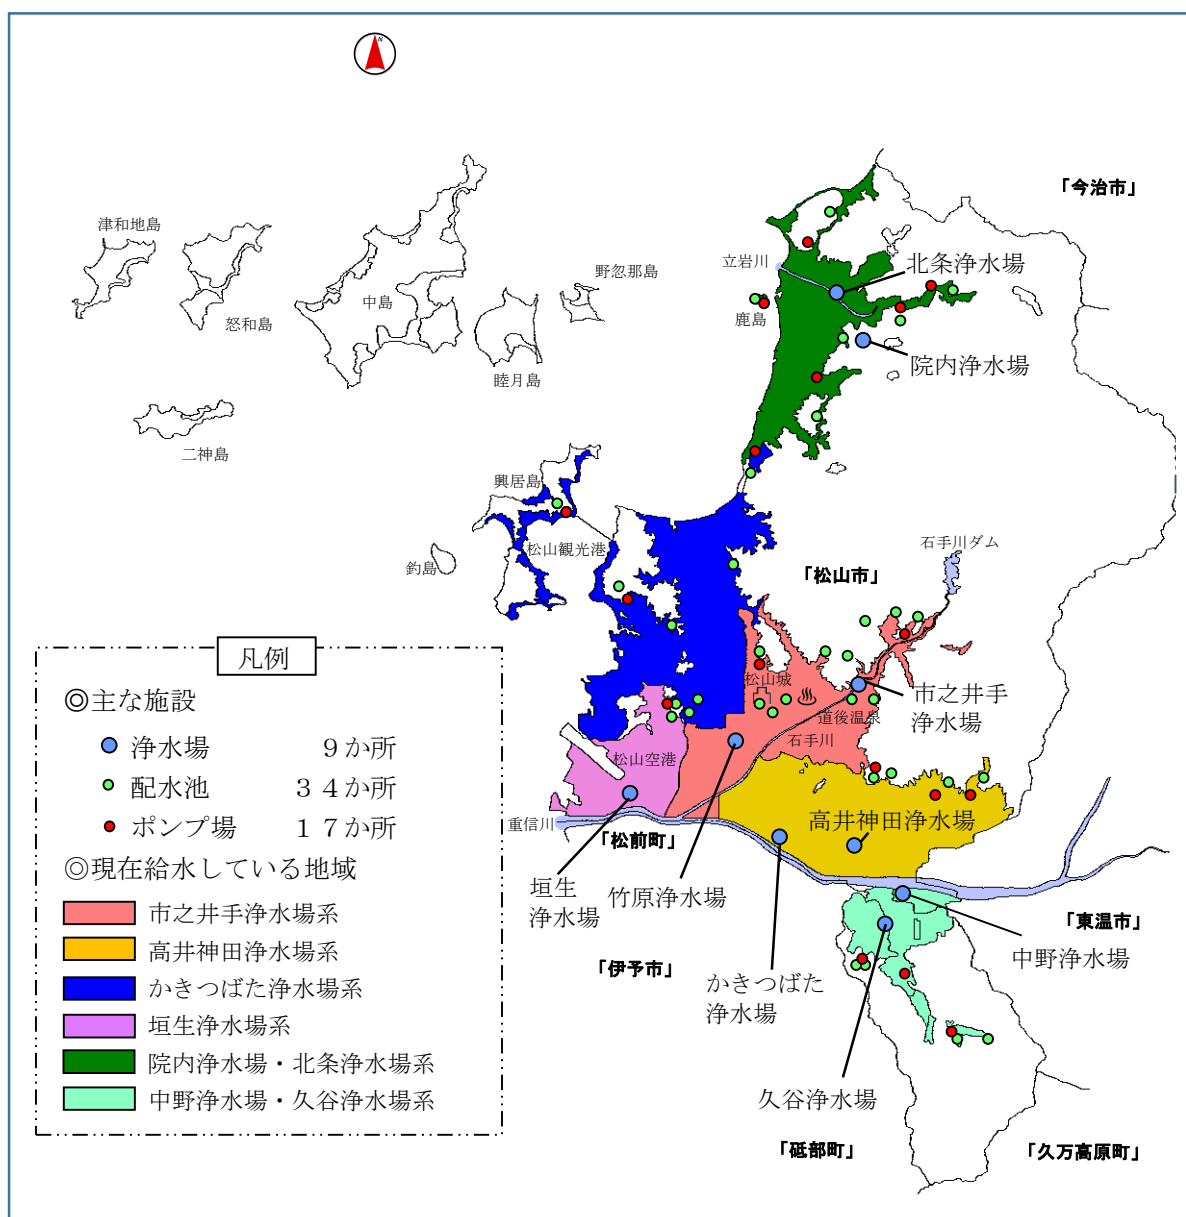 N
「今治市」
津和地島
野忽那島
立岩川
北条浄水場
中島
怒和島
鹿島
院内浄水場
睦月島
二神島
興居島
松山観光港
石手川ダム
釣島
「松山市」
松山城
道後温泉
市之井手
浄水場
石手川
松山空港
高井神田浄水場
重信川
「松前町」
垣生
浄水場
竹原浄水場
「東温市」
中野浄水場
「伊予市」
かきつばた
浄水場
久谷浄水場
「砥部町」
「久万高原町」
凡例
◎主な施設
浄水場 9か所
配水池 34か所
ポンプ場 17か所
◎現在給水している地域
市之井手浄水場系
高井神田浄水場系
かきつばた浄水場系
垣生浄水場系
院内浄水場・北条浄水場系
中野浄水場・久谷浄水場系